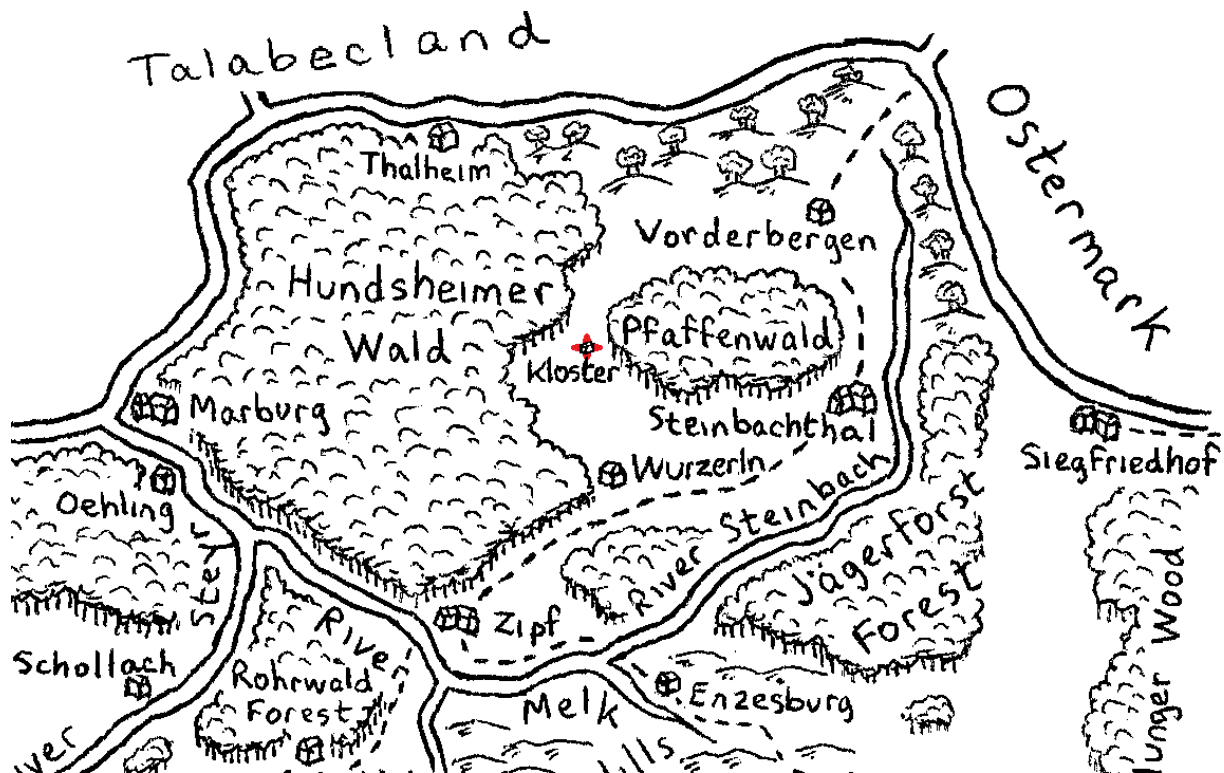 Talabecland
Ostermark
Thalheim
Vorderbergen
Hundsheimer
Wald
Pfaffenwald
Kloster
Marburg
Steinbachthal
Siegfriedhof
Wurzerln
Oehling
River Steinbach
Jägerforst
Forest
Steyr
River
Zipf
Schollach
Rohrwald
Forest
Enzesburg
Melk
Wood